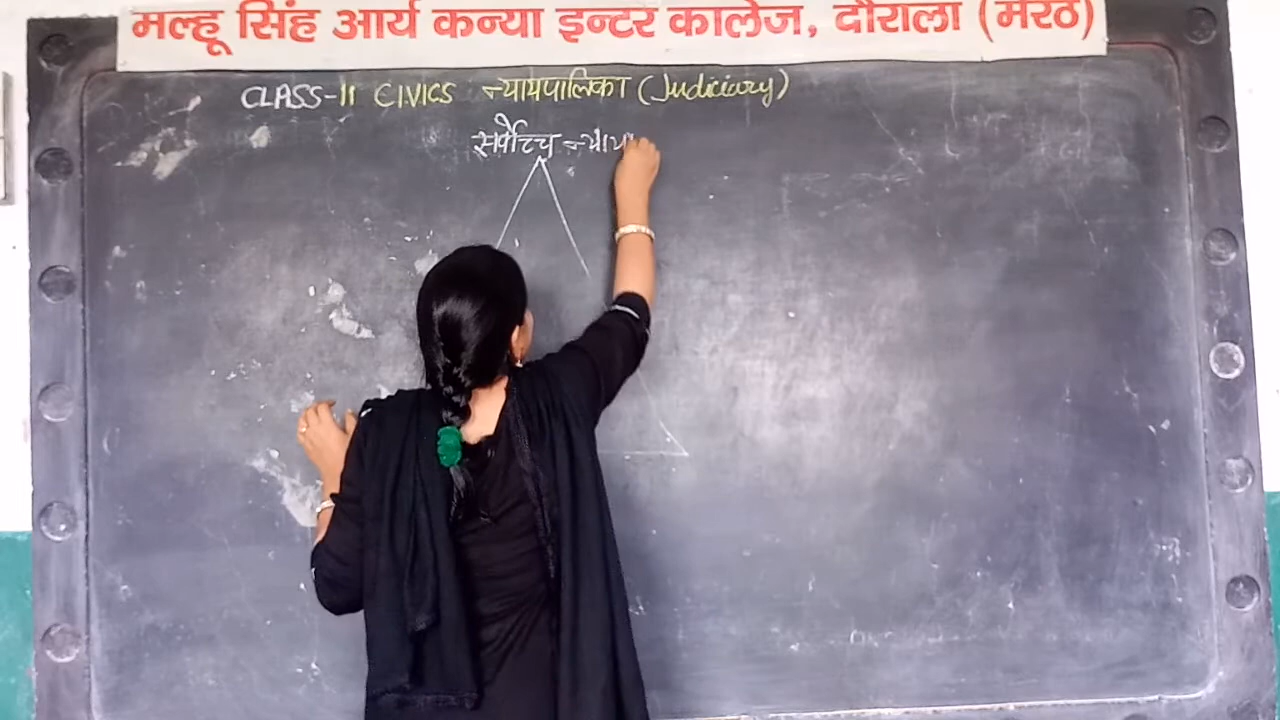 मल्हू सिंह आर्य कन्या इन्टर कालेज, दौराला (मेरठ)
CLASS-11 CIVICS न्यायपालिका (Judiciary)
सर्वोच्च न्याया